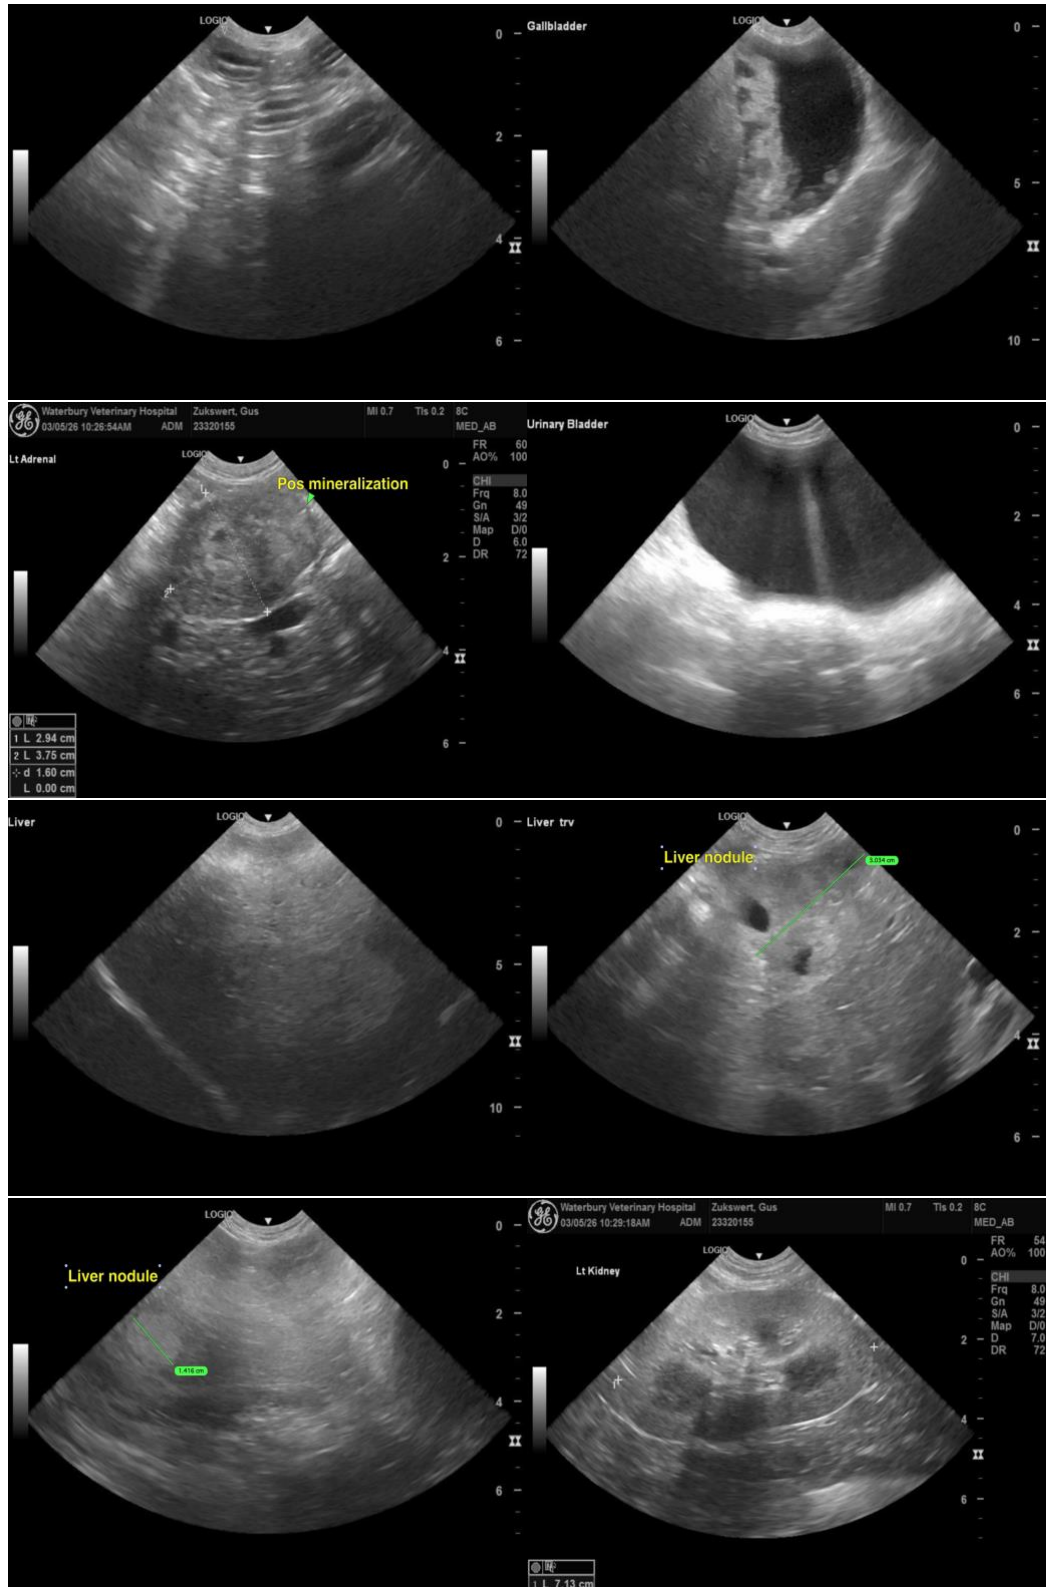 LOGIQ
0
2
4
6
Gallbladder
LOGIQ
0
5
10
Waterbury Veterinary Hospital
Zukswert, Gus
MI 0.7
TIs 0.2
8C
03/05/26 10:26:54AM
ADM
23320155
MED_AB
Lt Adrenal
LOGIQ
Pos mineralization
FR 60
AO% 100
CHI
Frq 8.0
Gn 49
S/A 3/2
Map D/0
D 6.0
DR 72
0
2
4
6
1 L 2.94 cm
2 L 3.75 cm
d 1.60 cm
L 0.00 cm
Urinary Bladder
LOGIQ
0
2
4
6
Liver
LOGIQ
0
5
10
Liver trv
LOGIQ
Liver nodule
3.034 cm
0
2
4
6
LOGIQ
Liver nodule
1.416 cm
0
2
4
6
Waterbury Veterinary Hospital
Zukswert, Gus
MI 0.7
TIs 0.2
8C
03/05/26 10:29:18AM
ADM
23320155
MED_AB
Lt Kidney
LOGIQ
FR 54
AO% 100
CHI
Frq 8.0
Gn 49
S/A 3/2
Map D/0
D 7.0
DR 72
0
2
4
6
1 L 7.13 cm